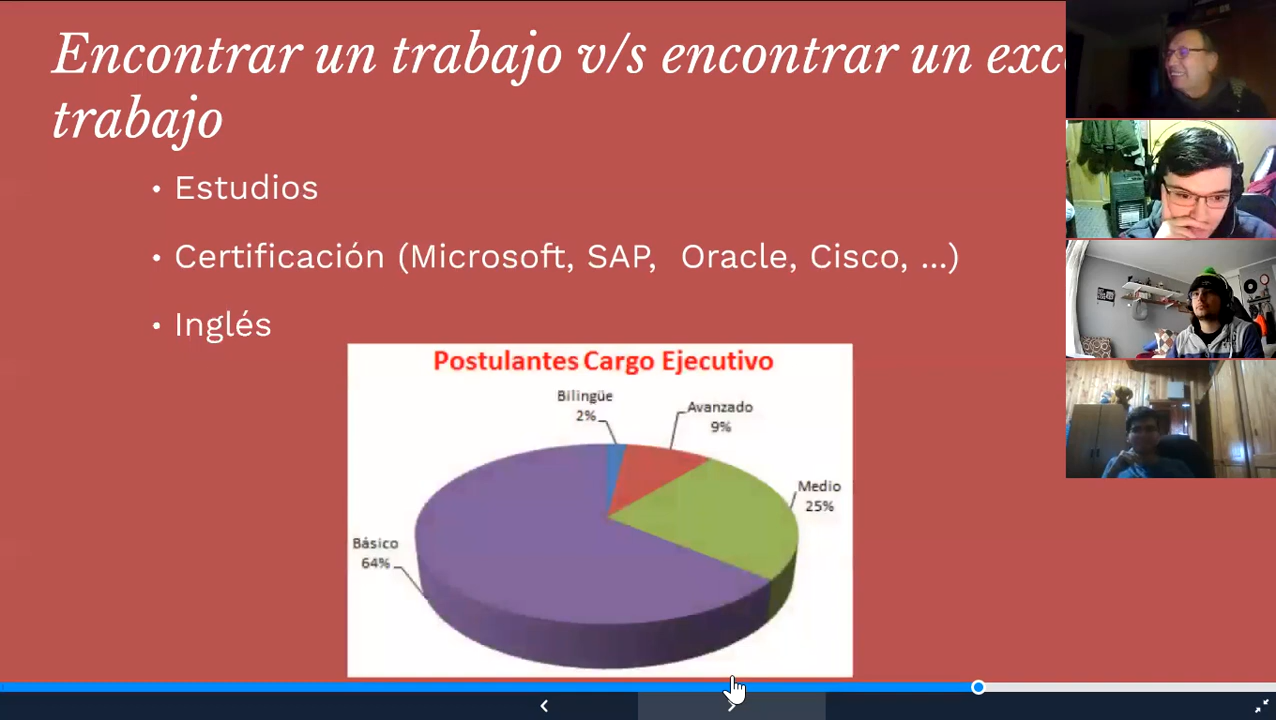 Encontrar un trabajo v/s encontrar un exc
trabajo
• Estudios
• Certificación (Microsoft, SAP, Oracle, Cisco, ...)
• Inglés
Postulantes Cargo Ejecutivo
Bilingüe
2%
Avanzado
9%
Medio
25%
Básico
64%